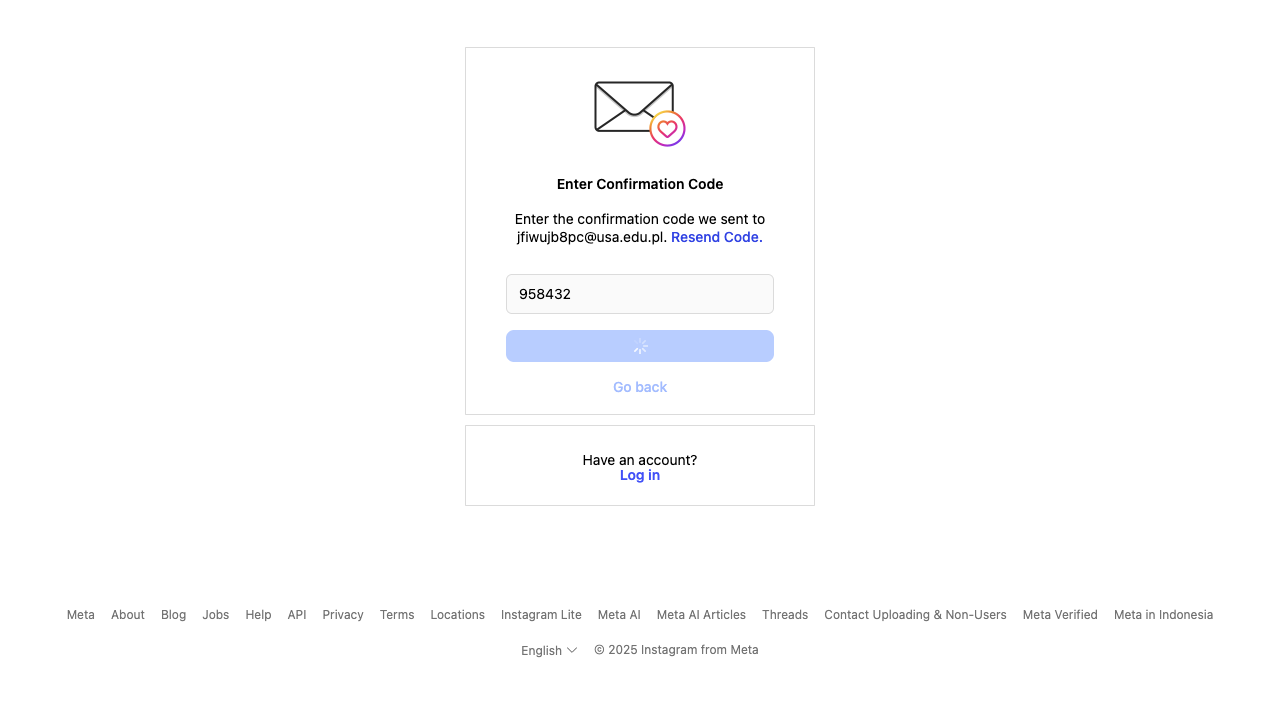 Enter Confirmation Code
Enter the confirmation code we sent to
jfiwujb8pc@usa.edu.pl. Resend Code.
958432
Go back
Have an account?
Log in
Meta About Blog Jobs Help API Privacy Terms Locations Instagram Lite Meta AI Meta AI Articles Threads Contact Uploading & Non-Users Meta Verified Meta in Indonesia
English © 2025 Instagram from Meta